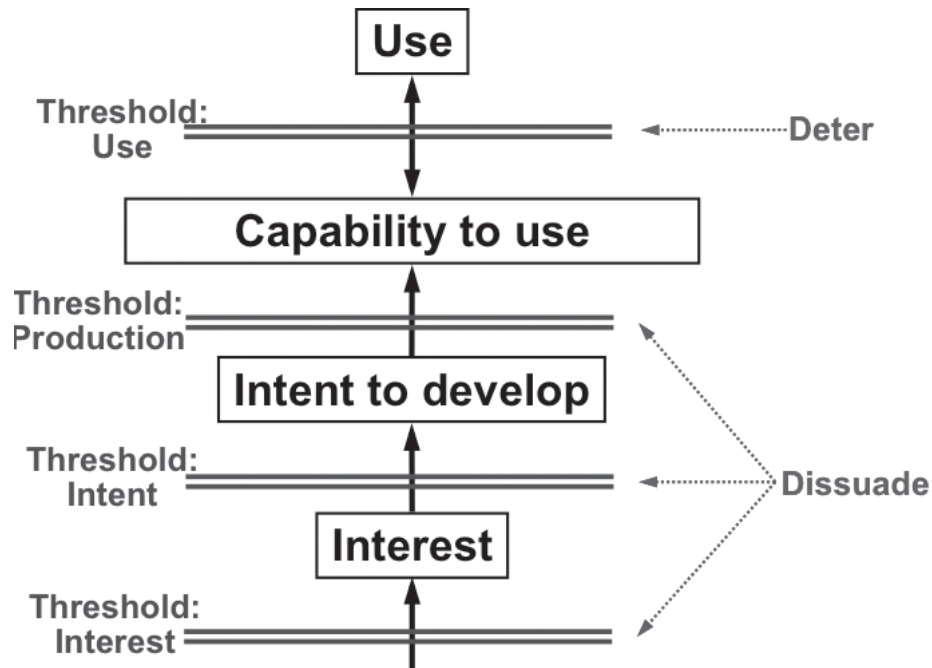 Use
Threshold:
Use
Deter
Capability to use
Threshold:
Production
Intent to develop
Threshold:
Intent
Dissuade
Interest
Threshold:
Interest